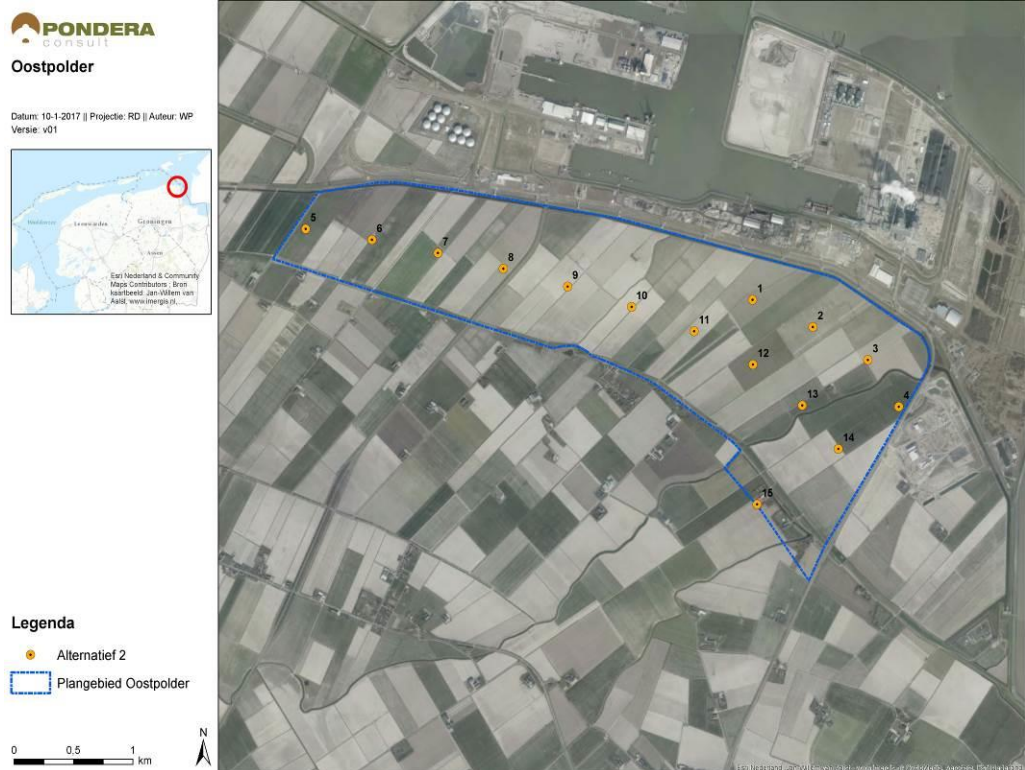 PONDERA
consult
Oostpolder
Datum: 10-1-2017 || Projectie: RD || Auteur: WP
Versie: v01
Leeuwarden
Groningen
Assen
Esri Nederland & Community
Maps Contributors ; Bron
kaartbeeld: Jan-Willem van
Aalst, www.imergis.nl,
5
6
7
8
9
10
11
1
2
3
12
13
4
14
15
Legenda
Alternatief 2
Plangebied Oostpolder
0 0,5 1
km
N
Esri Nederland